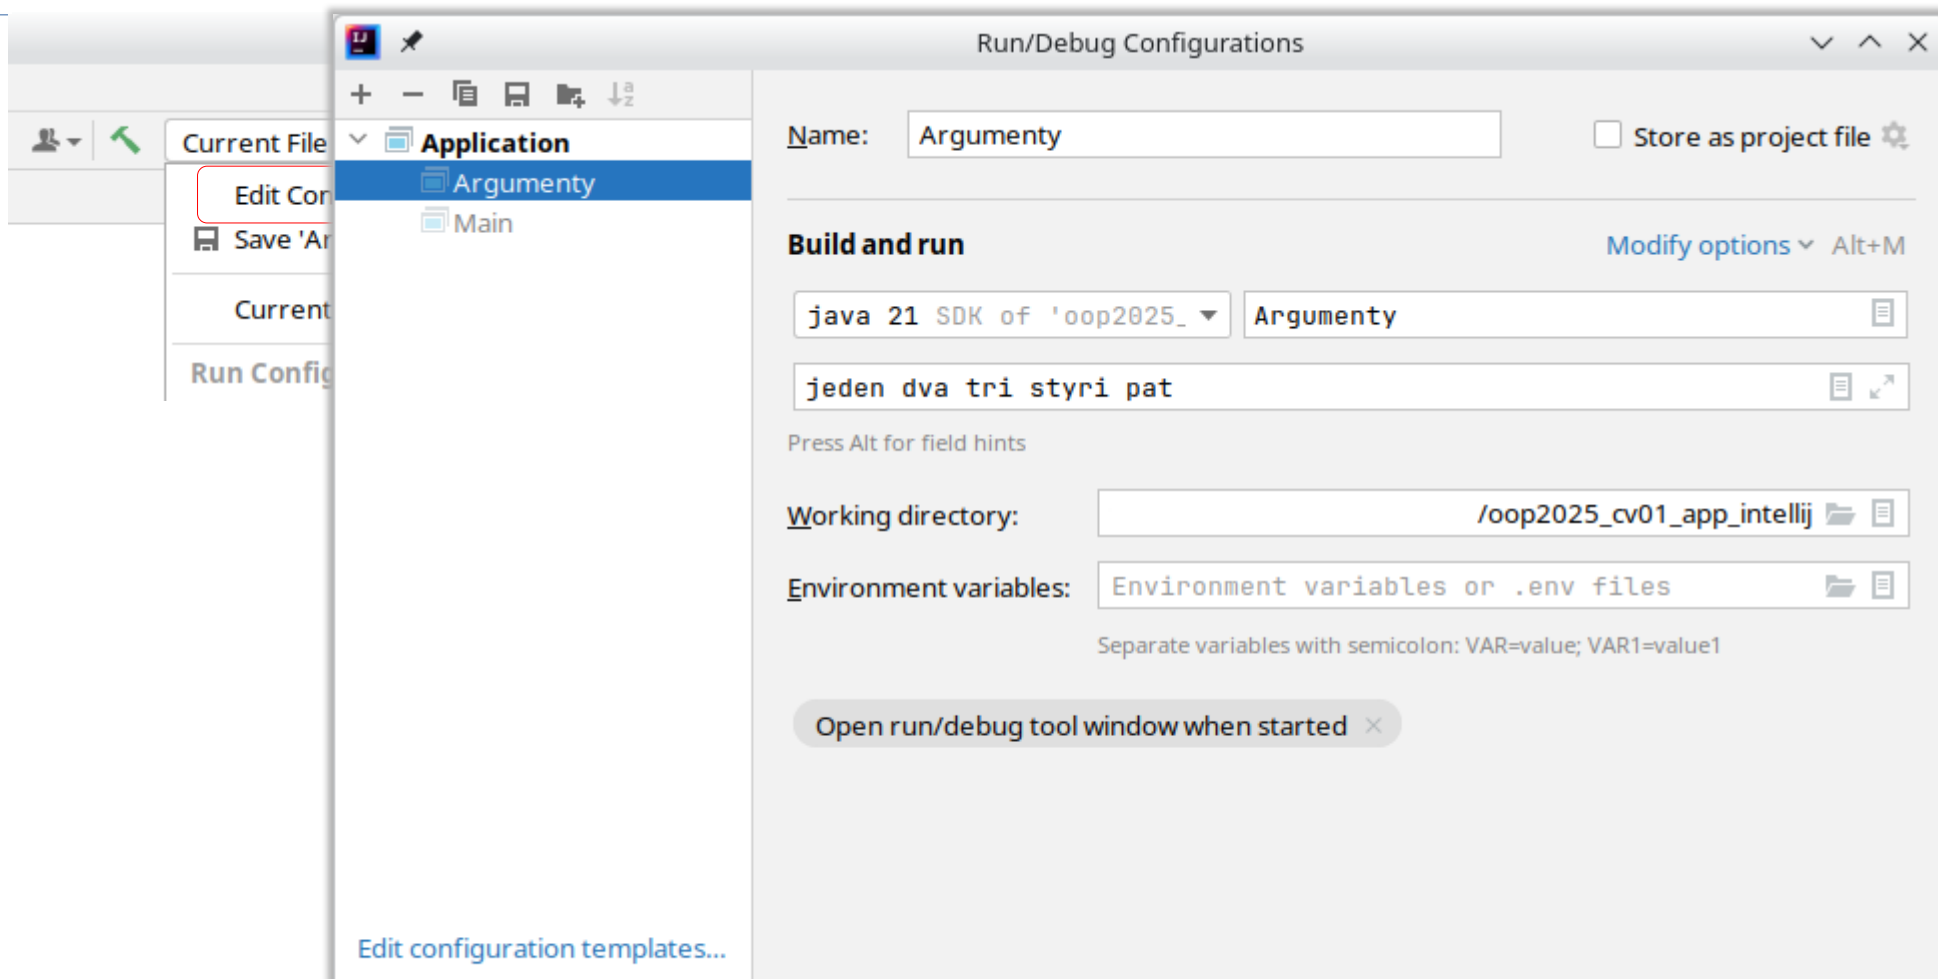 Run/Debug Configurations
Current File
Edit Con
Save 'Ar
Current
Run Config
Application
Argumenty
Main
Edit configuration templates...
Name: Argumenty Store as project file
Build and run Modify options Alt+M
java 21 SDK of 'oop2025_ Argumenty
jeden dva tri styri pat
Press Alt for field hints
Working directory: /oop2025_cv01_app_intellij
Environment variables: Environment variables or .env files
Separate variables with semicolon: VAR=value; VAR1=value1
Open run/debug tool window when started